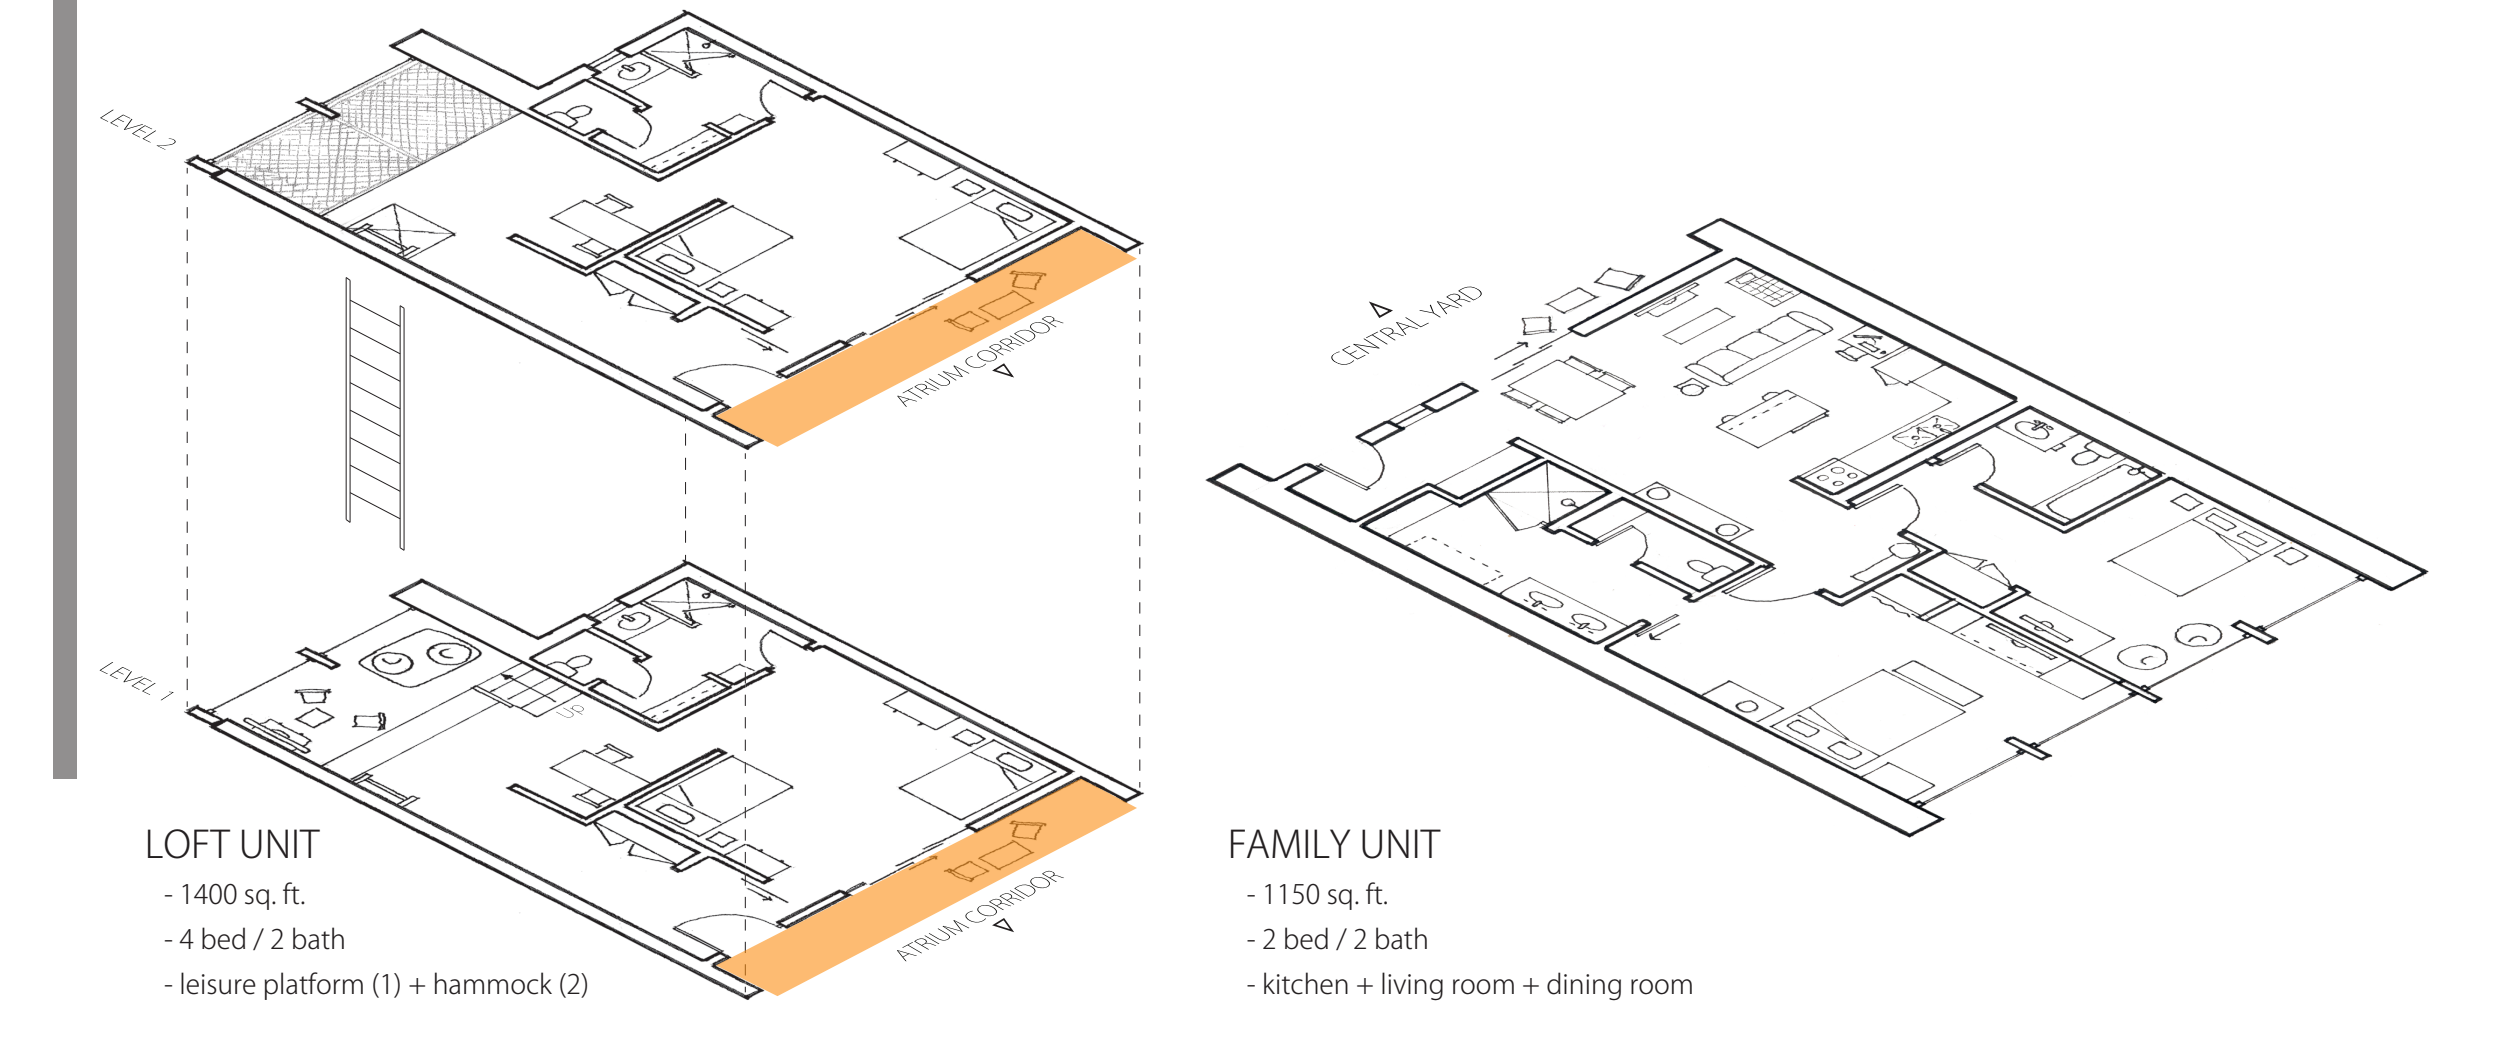 LEVEL 2
ATRIUM CORRIDOR
LEVEL 1
UP
ATRIUM CORRIDOR
LOFT UNIT
- 1400 sq. ft.
- 4 bed / 2 bath
- leisure platform (1) + hammock (2)
CENTRAL YARD
FAMILY UNIT
- 1150 sq. ft.
- 2 bed / 2 bath
- kitchen + living room + dining room